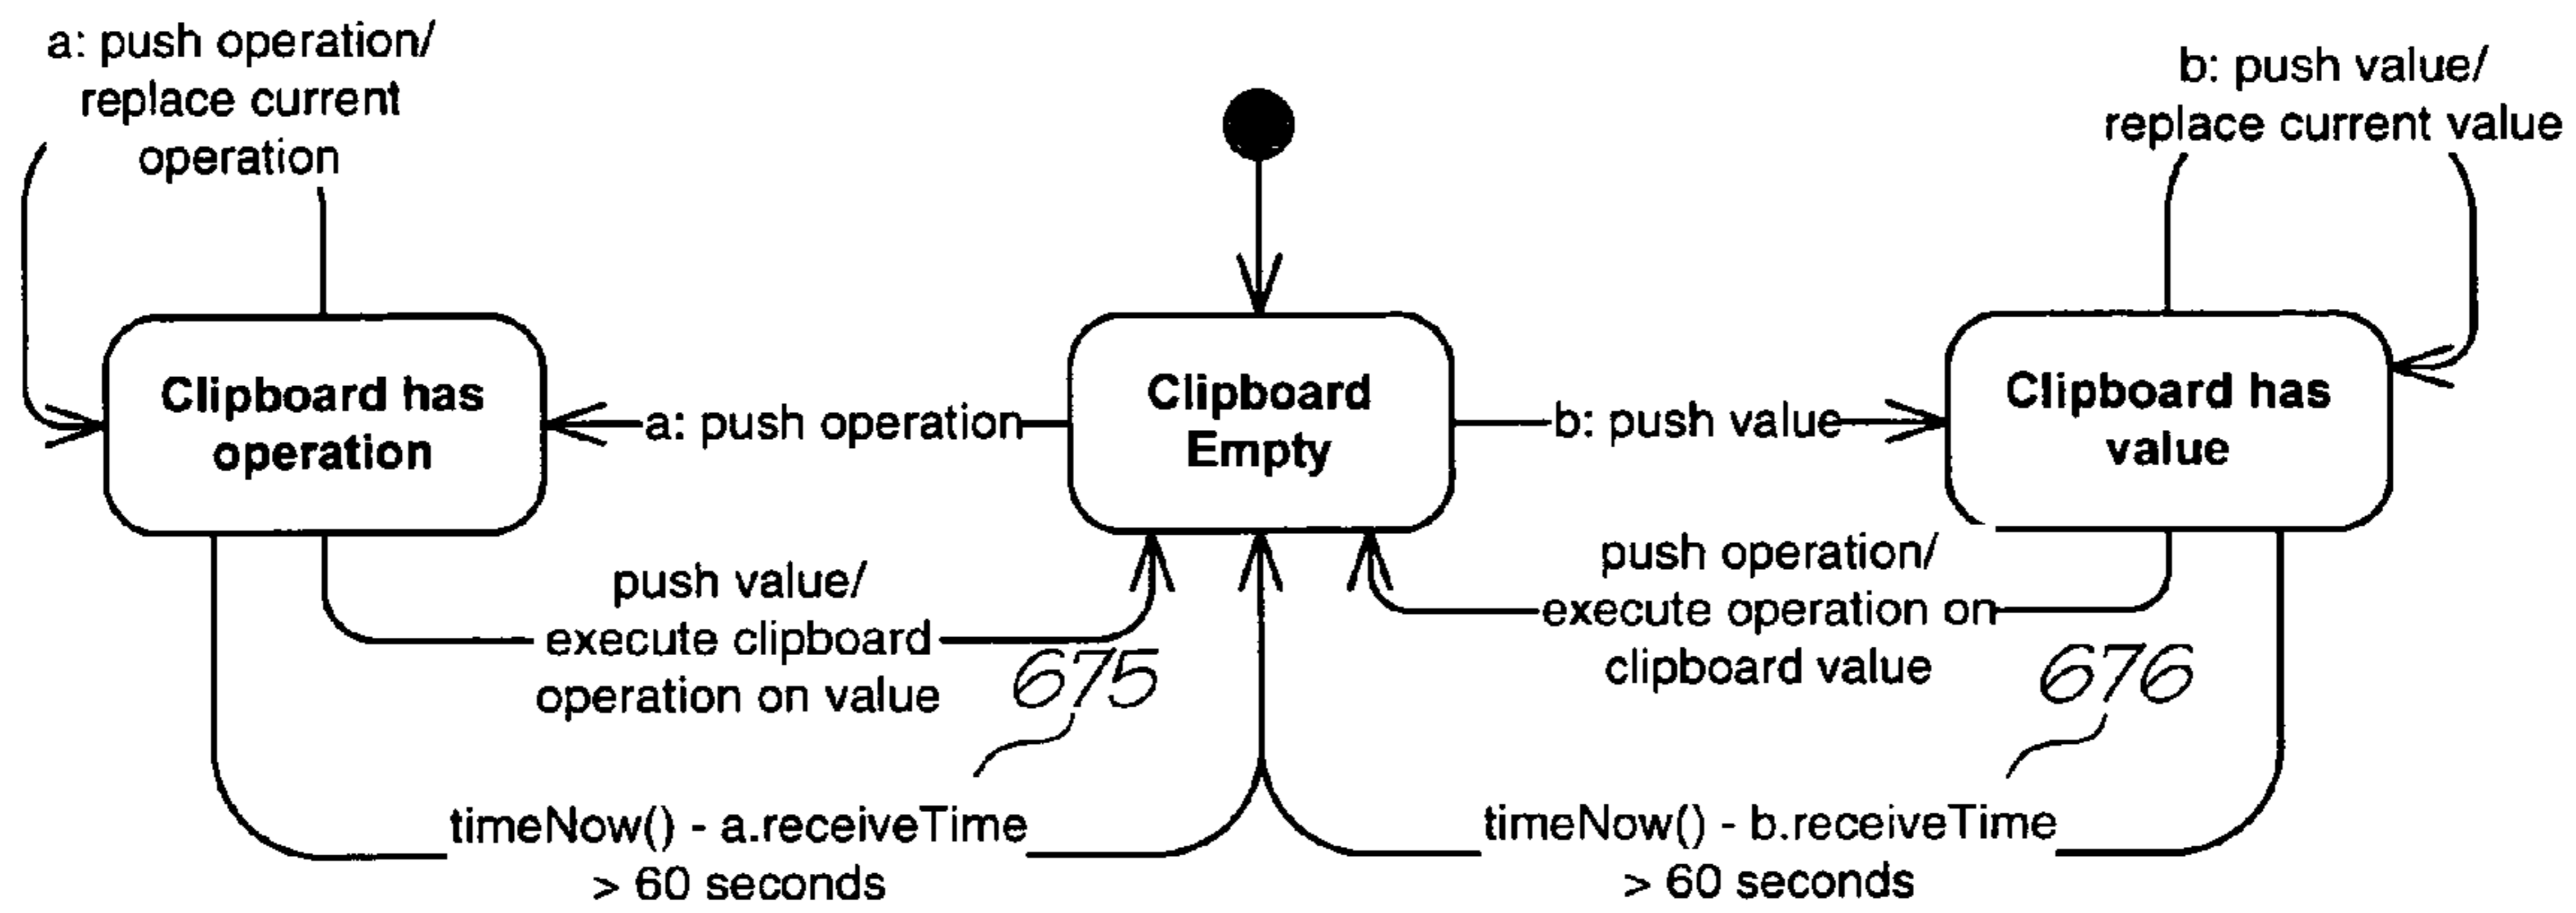 a: push operation/
replace current
operation
b: push value/
replace current value
Clipboard has
operation
a: push operation
Clipboard
Empty
b: push value
Clipboard has
value
push value/
execute clipboard
operation on value
675
push operation/
execute operation on
clipboard value
676
timeNow() - a.receiveTime
> 60 seconds
timeNow() - b.receiveTime
> 60 seconds